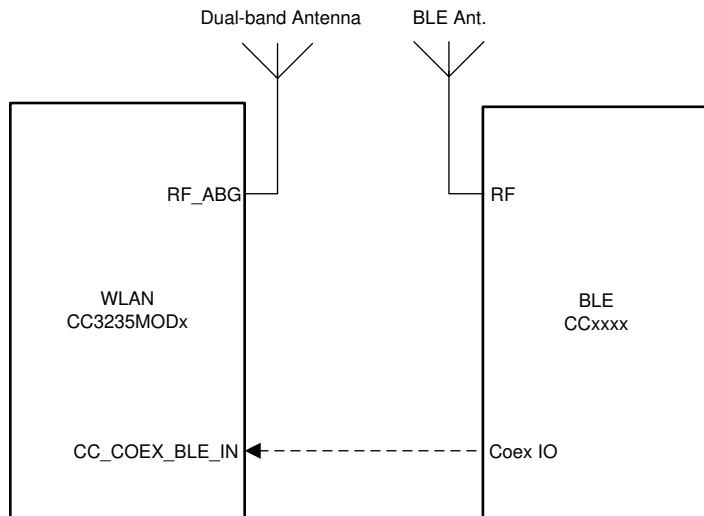 Dual-band Antenna
BLE Ant.
RF_ABG
RF
WLAN
CC3235MODx
BLE
CCxxxx
CC_COEX_BLE_IN
Coex IO